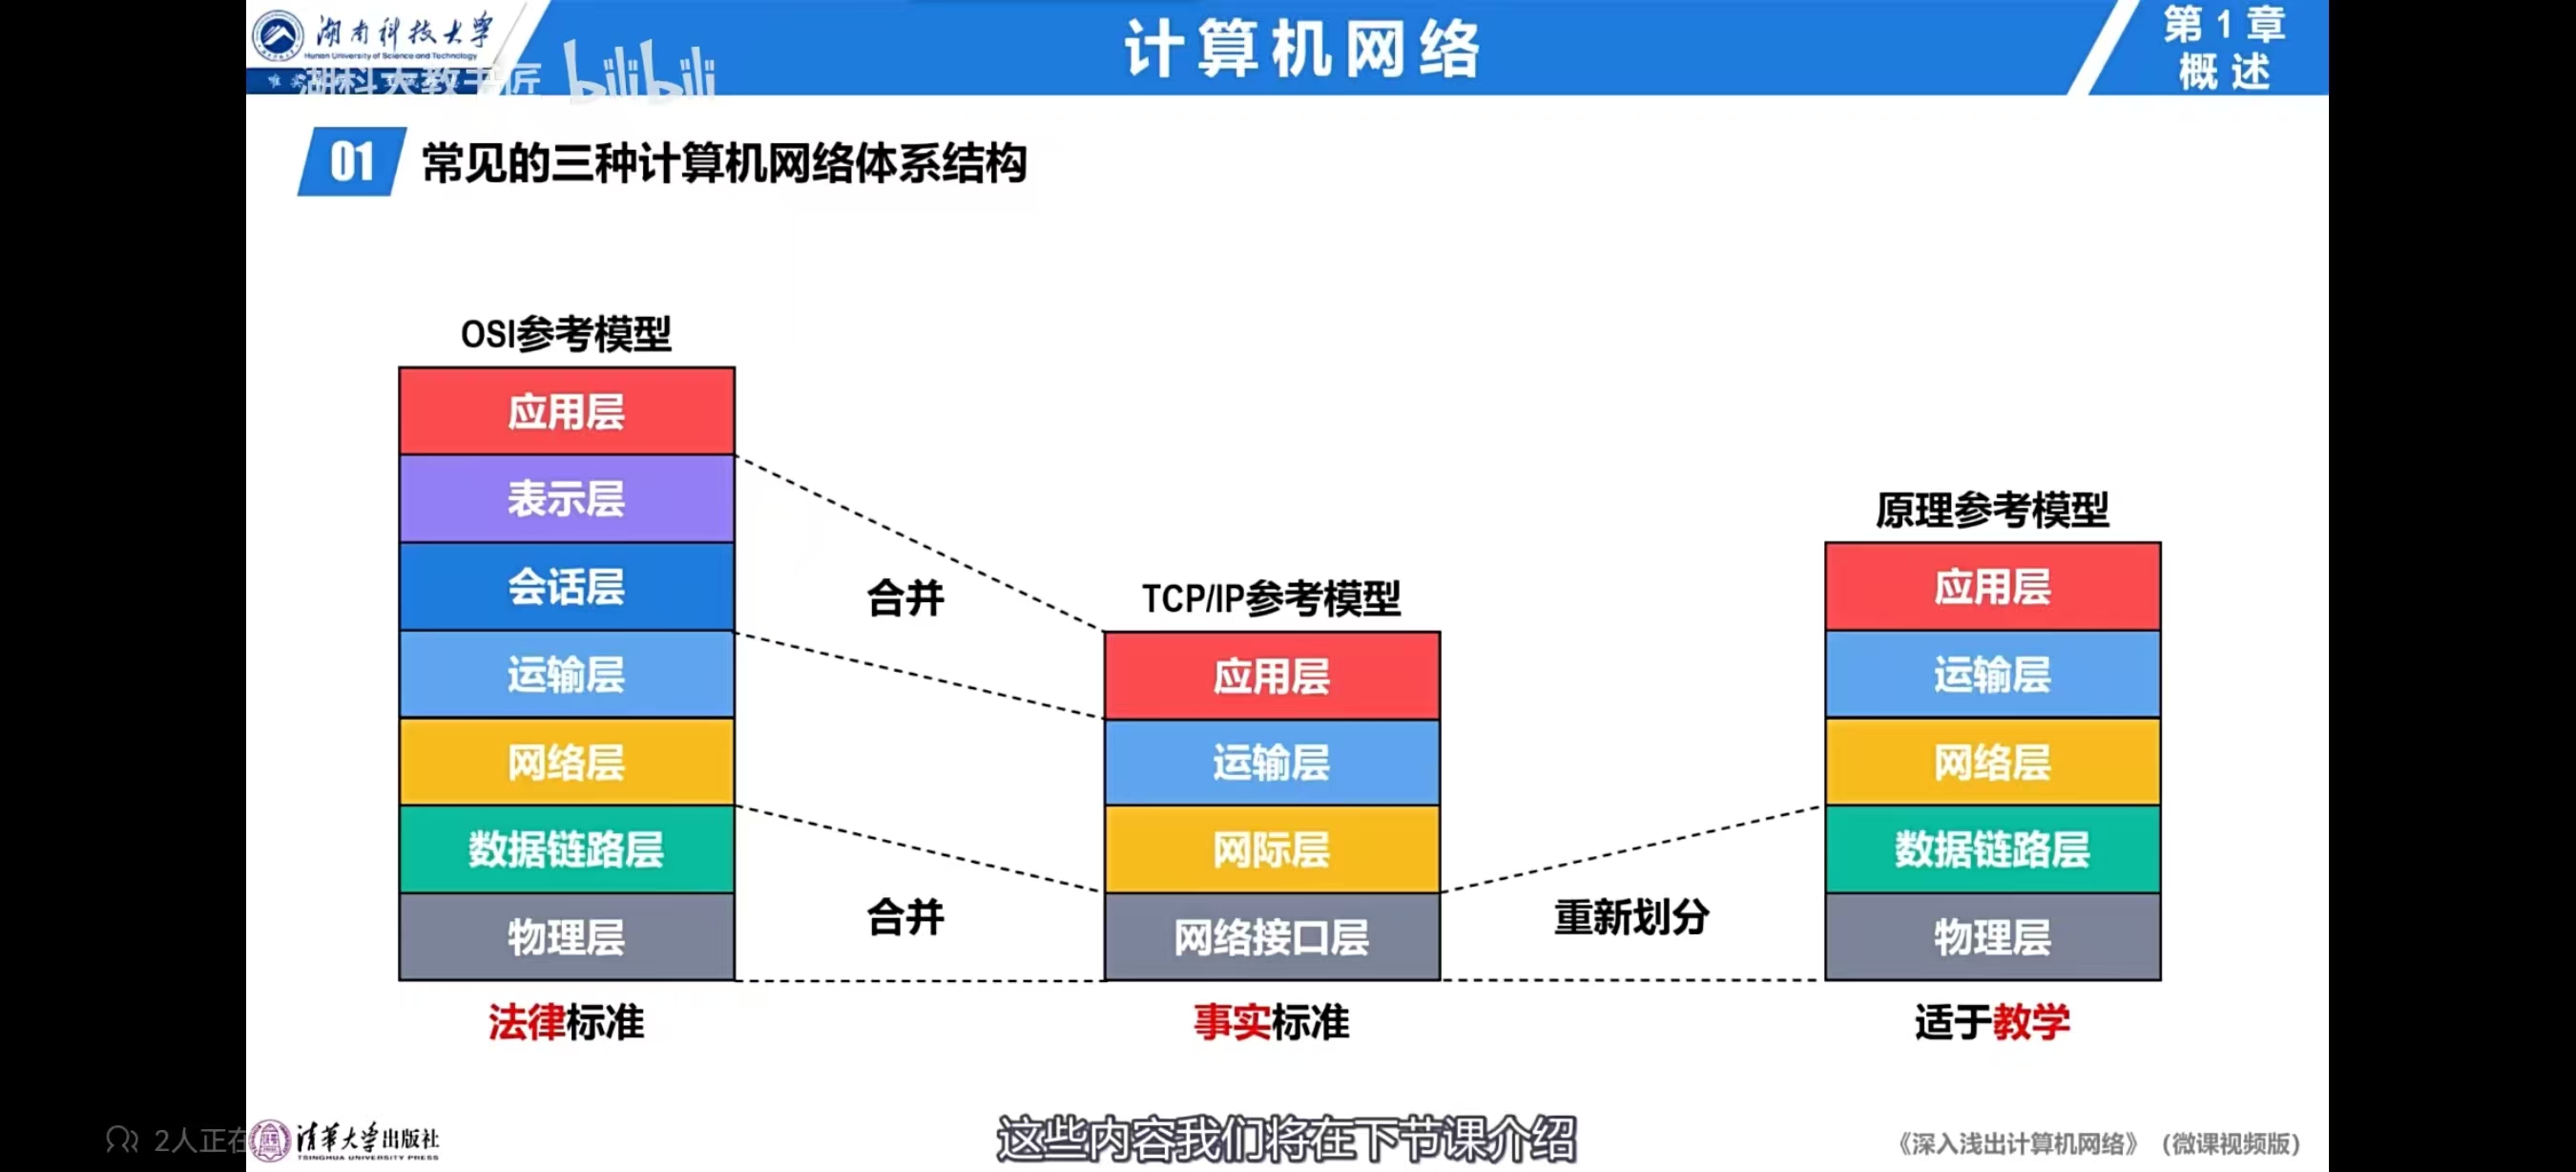 湖南科技大学
Hunan University of Science and Technology
湖科大教书匠 bilibili
计算机网络
第1章
概述
01 常见的三种计算机网络体系结构
OSI参考模型
应用层
表示层
会话层
运输层
网络层
数据链路层
物理层
法律标准
合并
合并
TCP/IP参考模型
应用层
运输层
网际层
网络接口层
事实标准
重新划分
原理参考模型
应用层
运输层
网络层
数据链路层
物理层
适于教学
2人正在
清华大学出版社
TSINGHUA UNIVERSITY PRESS
这些内容我们将在下节课介绍
《深入浅出计算机网络》（微课视频版）